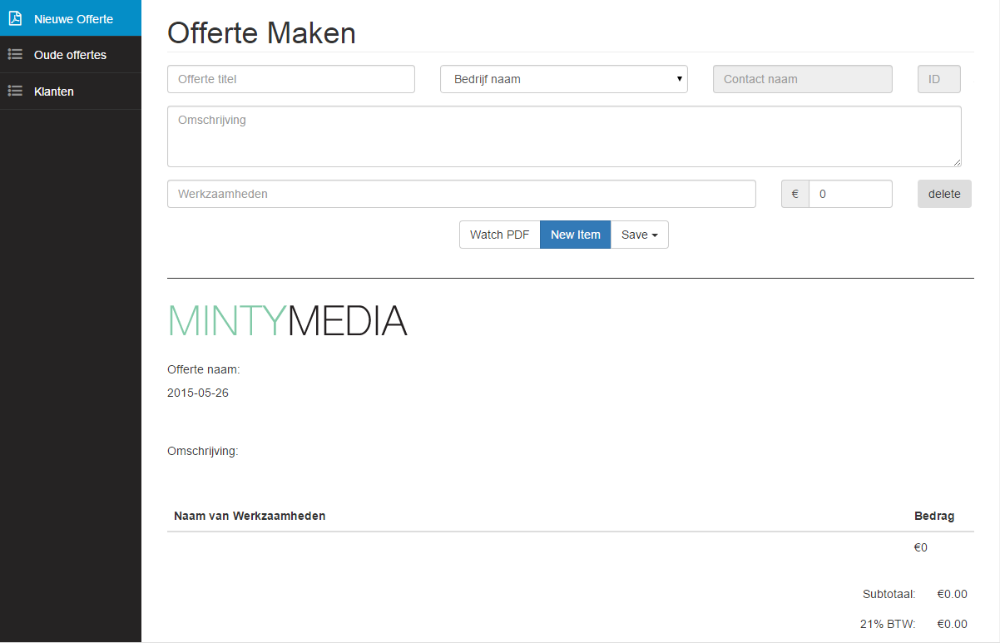 Nieuwe Offerte
Oude offertes
Klanten
Offerte Maken
Offerte titel Bedrijf naam Contact naam ID
Omschrijving
Werkzaamheden € 0 delete
Watch PDF New Item Save
MINTYMEDIA
Offerte naam:
2015-05-26
Omschrijving:
Naam van Werkzaamheden Bedrag
€0
Subtotaal: €0.00
21% BTW: €0.00